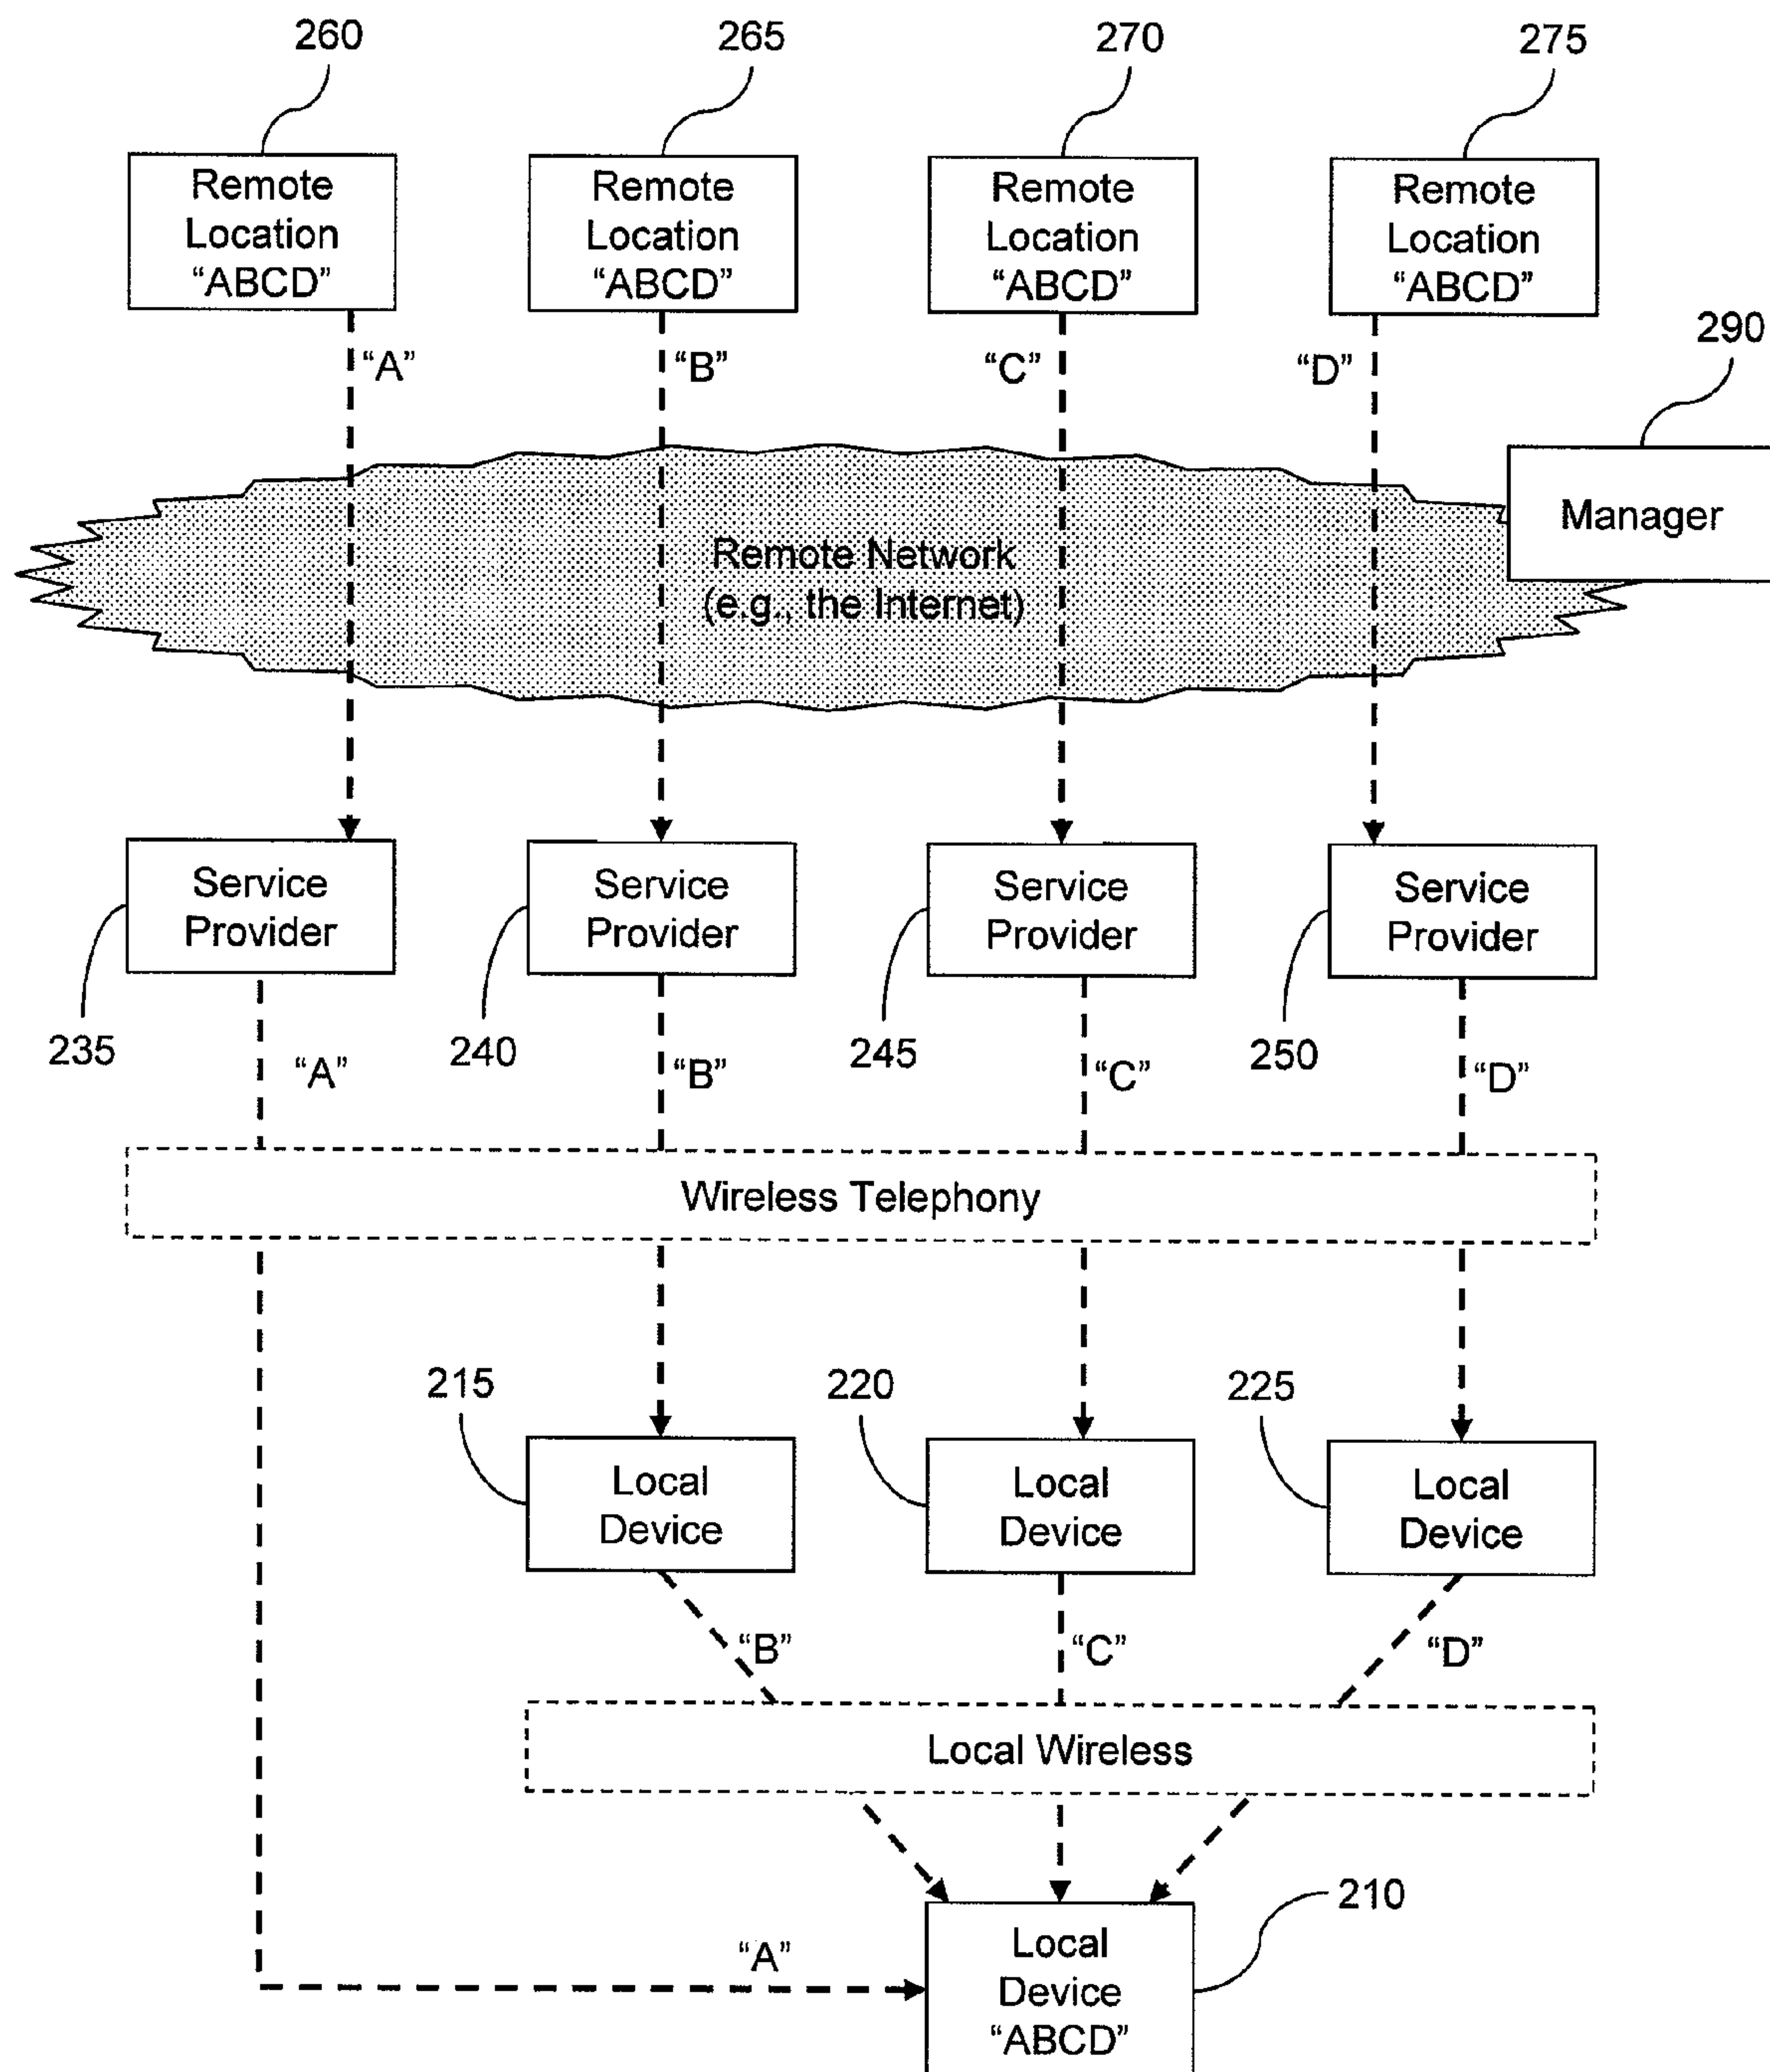 260
265
270
275
Remote
Location
“ABCD”
Remote
Location
“ABCD”
Remote
Location
“ABCD”
Remote
Location
“ABCD”
290
“A”
“B”
“C”
“D”
Manager
Remote Network
(e.g., the Internet)
Service
Provider
Service
Provider
Service
Provider
Service
Provider
235
240
245
250
“A”
“B”
“C”
“D”
Wireless Telephony
215
220
225
Local
Device
Local
Device
Local
Device
“B”
“C”
“D”
Local Wireless
210
“A”
Local
Device
“ABCD”